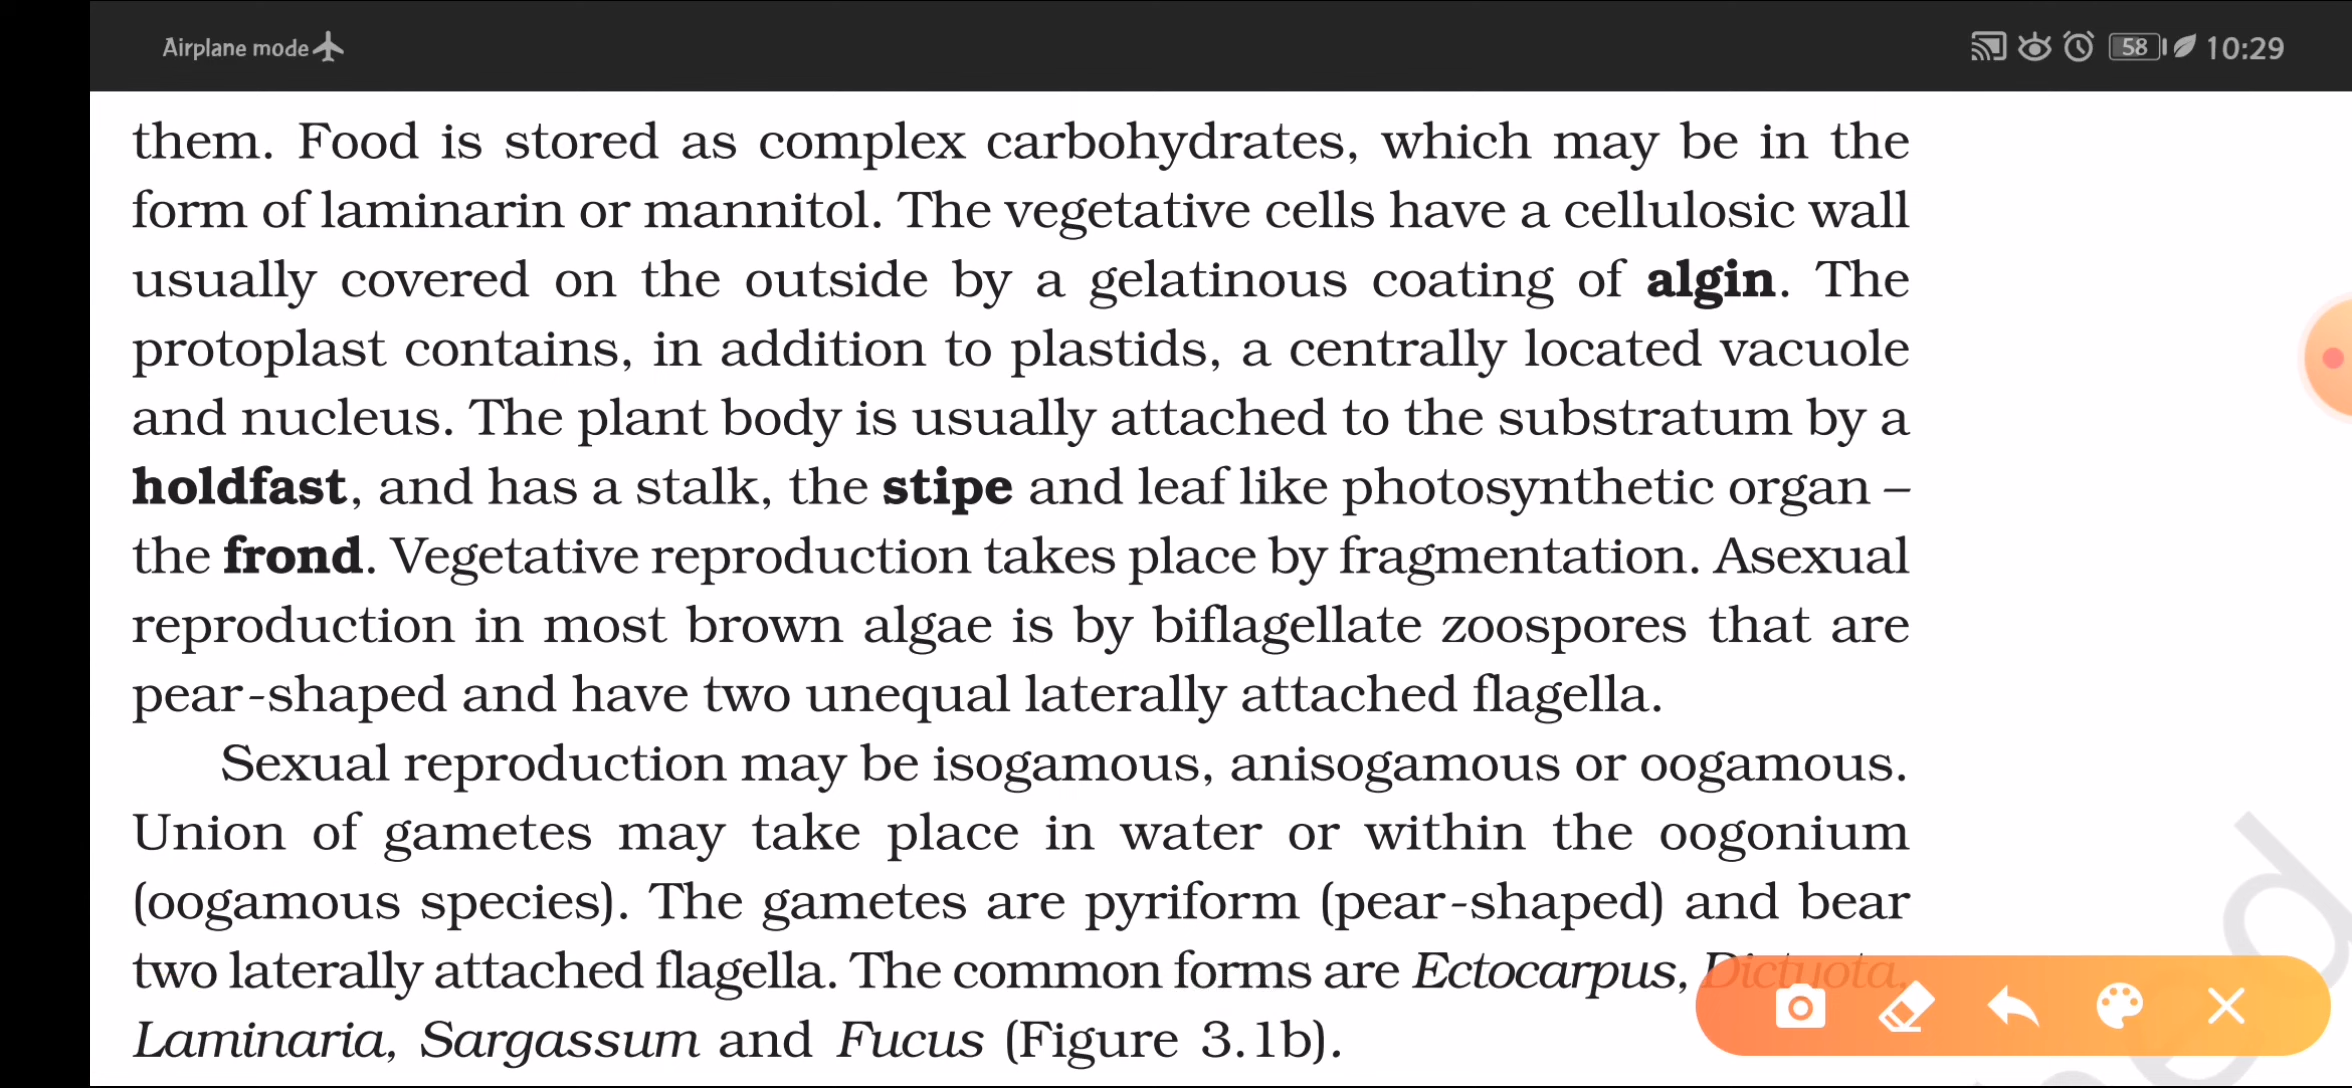 Airplane mode 58 10:29
them. Food is stored as complex carbohydrates, which may be in the
form of laminarin or mannitol. The vegetative cells have a cellulosic wall
usually covered on the outside by a gelatinous coating of algin. The
protoplast contains, in addition to plastids, a centrally located vacuole
and nucleus. The plant body is usually attached to the substratum by a
holdfast, and has a stalk, the stipe and leaf like photosynthetic organ –
the frond. Vegetative reproduction takes place by fragmentation. Asexual
reproduction in most brown algae is by biflagellate zoospores that are
pear-shaped and have two unequal laterally attached flagella.
Sexual reproduction may be isogamous, anisogamous or oogamous.
Union of gametes may take place in water or within the oogonium
(oogamous species). The gametes are pyriform (pear-shaped) and bear
two laterally attached flagella. The common forms are Ectocarpus, Dictyota,
Laminaria, Sargassum and Fucus (Figure 3.1b).